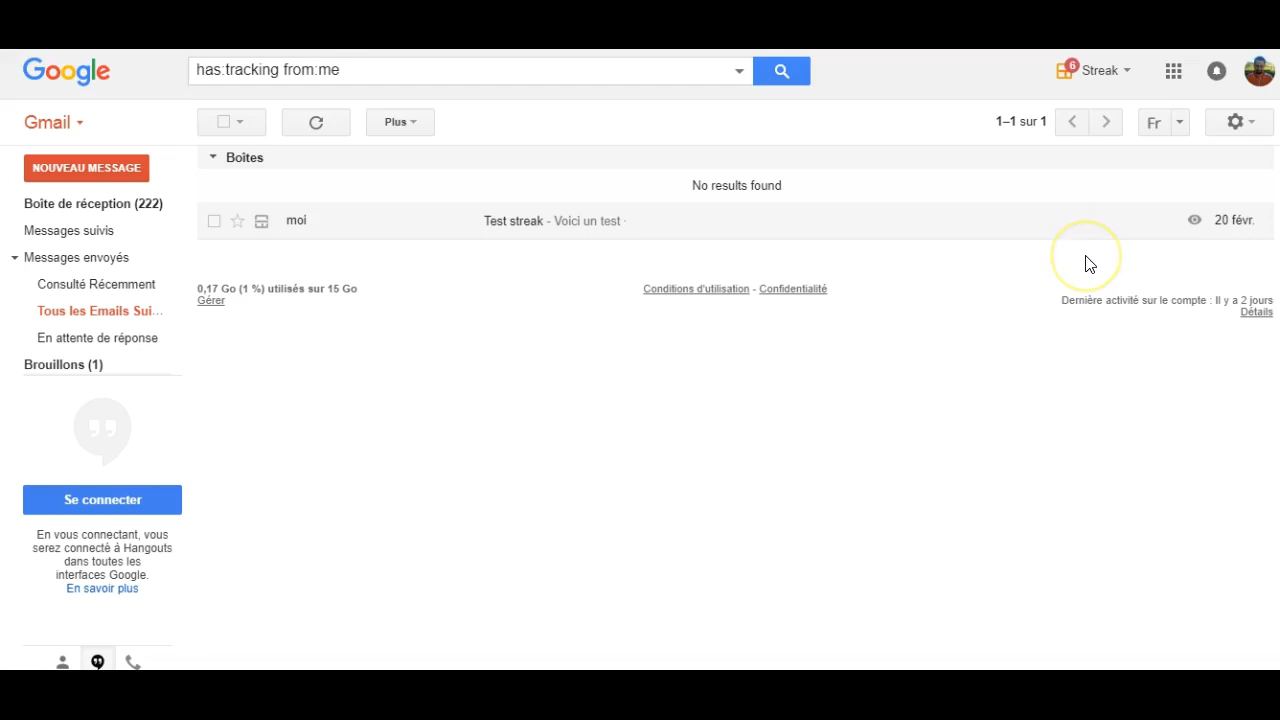 Google
has:tracking from:me
6
Streak
Gmail
Plus
1–1 sur 1
Fr
NOUVEAU MESSAGE
Boîtes
No results found
Boîte de réception (222)
moi
Test streak - Voici un test ·
20 févr.
Messages suivis
Messages envoyés
Consulté Récemment
Tous les Emails Sui…
En attente de réponse
Brouillons (1)
0,17 Go (1 %) utilisés sur 15 Go
Gérer
Conditions d'utilisation - Confidentialité
Dernière activité sur le compte : Il y a 2 jours
Détails
Se connecter
En vous connectant, vous
serez connecté à Hangouts
dans toutes les
interfaces Google.
En savoir plus